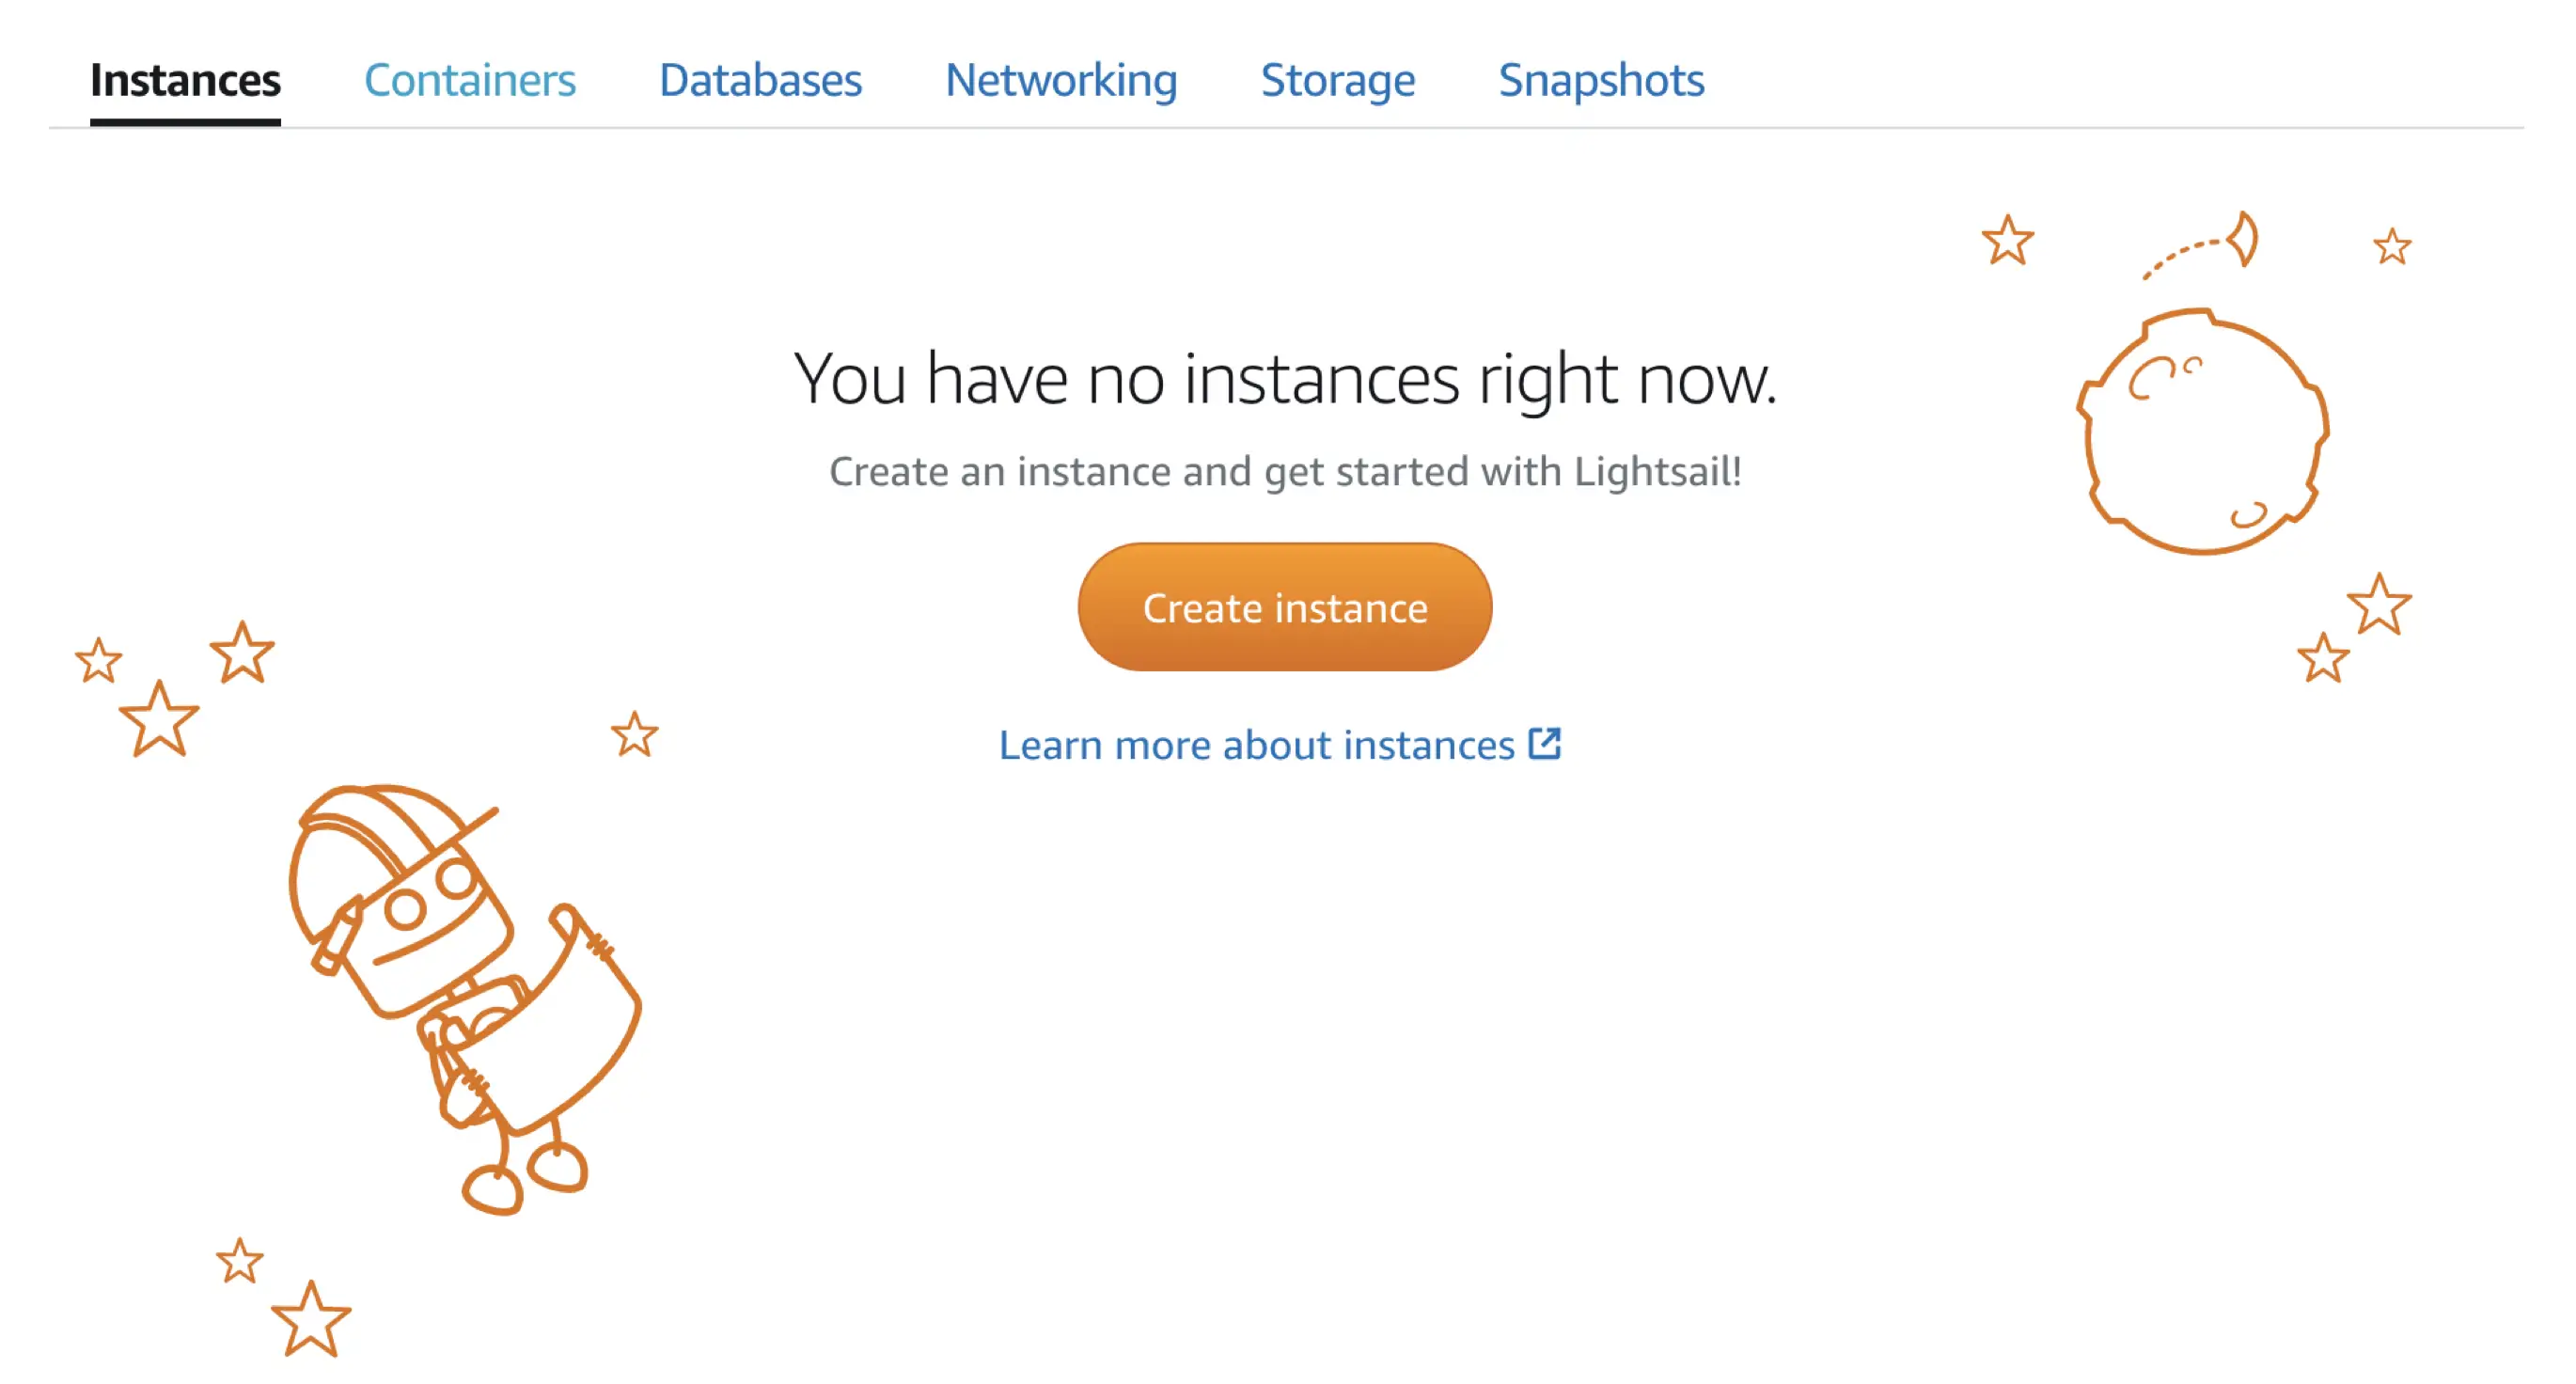 Instances Containers Databases Networking Storage Snapshots
You have no instances right now.
Create an instance and get started with Lightsail!
Create instance
Learn more about instances